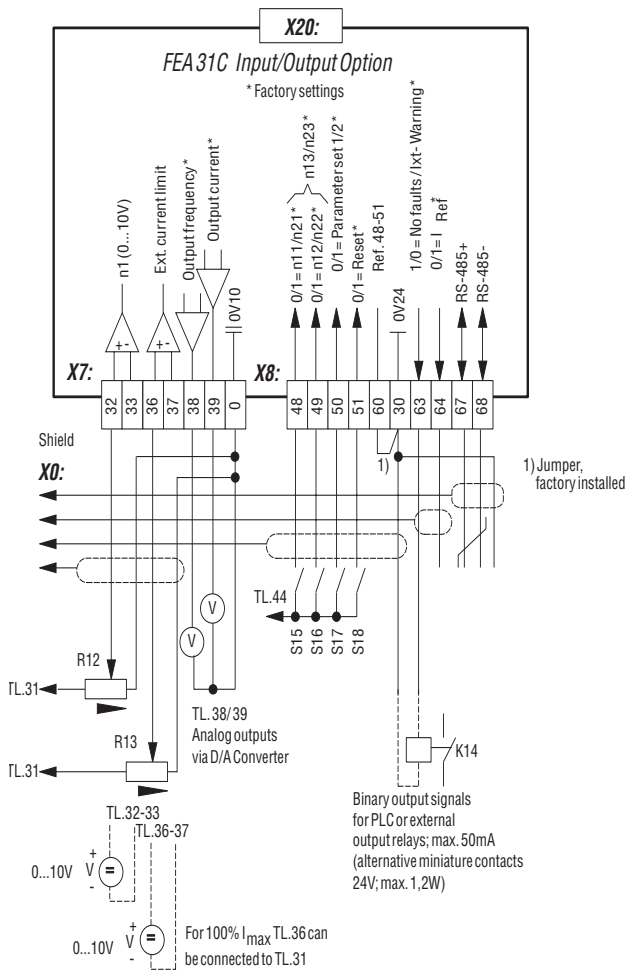 X20:
FEA 31C Input/Output Option
* Factory settings
n1 (0...10V)
Ext. current limit
Output frequency*
Output current*
0V10
0/1= n11/n21*
0/1= n12/n22*
n13/n23*
0/1= Parameter set 1/2*
0/1= Reset*
Ref. 48-51
0V24
1/0= No faults / Ixt- Warning*
0/1= I Ref*
RS-485+
RS-485-
+-
+-
X7:
X8:
32
33
36
37
38
39
0
48
49
50
51
60
30
63
64
67
68
Shield
X0:
1)
1) Jumper,
factory installed
TL.44
S15
S16
S17
S18
V
V
R12
TL.31
R13
TL.31
TL. 38/39
Analog outputs
via D/A Converter
K14
Binary output signals
for PLC or external
output relays; max. 50mA
(alternative miniature contacts
24V; max. 1,2W)
TL.32-33
TL.36-37
0...10V
+
V
-
=
0...10V
+
V
-
=
For 100% Imax TL.36 can
be connected to TL.31